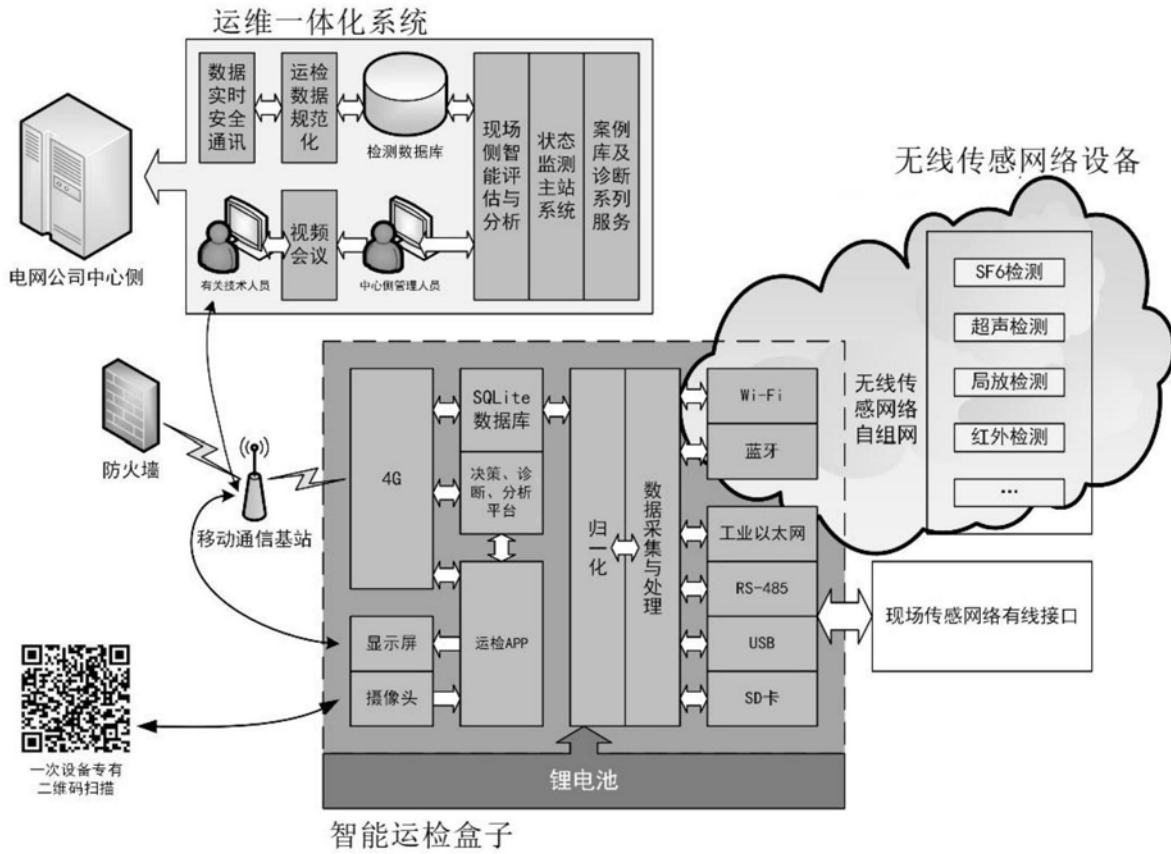 运维一体化系统
数据
实时
安全
通讯
运检
数据
规范
化
检测数据库
现场
侧智
能评
估与
分析
状态
监测
主站
系统
案例
库及
诊断
系列
服务
有关技术人员
视频
会议
中心侧管理人员
电网公司中心侧
无线传感网络设备
SF6检测
超声检测
局放检测
红外检测
...
无线传
感网络
自组网
防火墙
移动通信基站
4G
SQLite
数据库
决策、诊
断、分析
平台
运检APP
显示屏
摄像头
归一化
数据采集与处理
Wi-Fi
蓝牙
工业以太网
RS-485
USB
SD卡
现场传感网络有线接口
一次设备专有
二维码扫描
锂电池
智能运检盒子